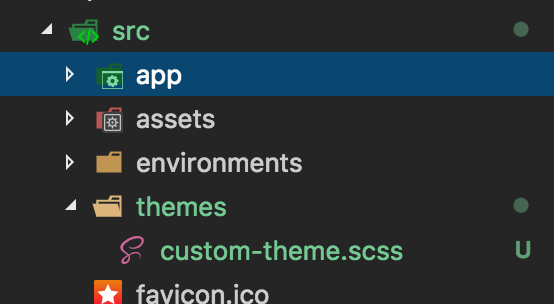 src
app
assets
environments
themes
custom-theme.scss U
favicon.ico